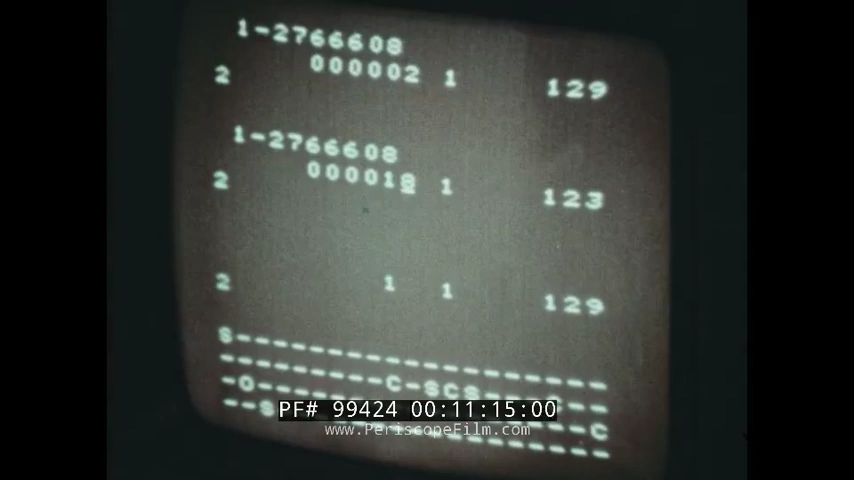 1-2766608
000002 1
2 129
1-2766608
000018 1
2 123
2 1 1 129
S------------------
----------C-SCS
-O
--S
C
PF# 99424 00:11:15:00
www.PeriscopeFilm.com